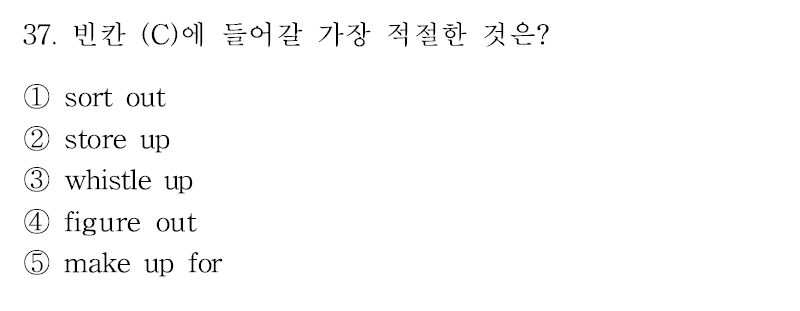 37. 빈칸 (C)에 들어갈 가장 적절한 것은?
① sort out
② store up
③ whistle up
④ figure out
⑤ make up for